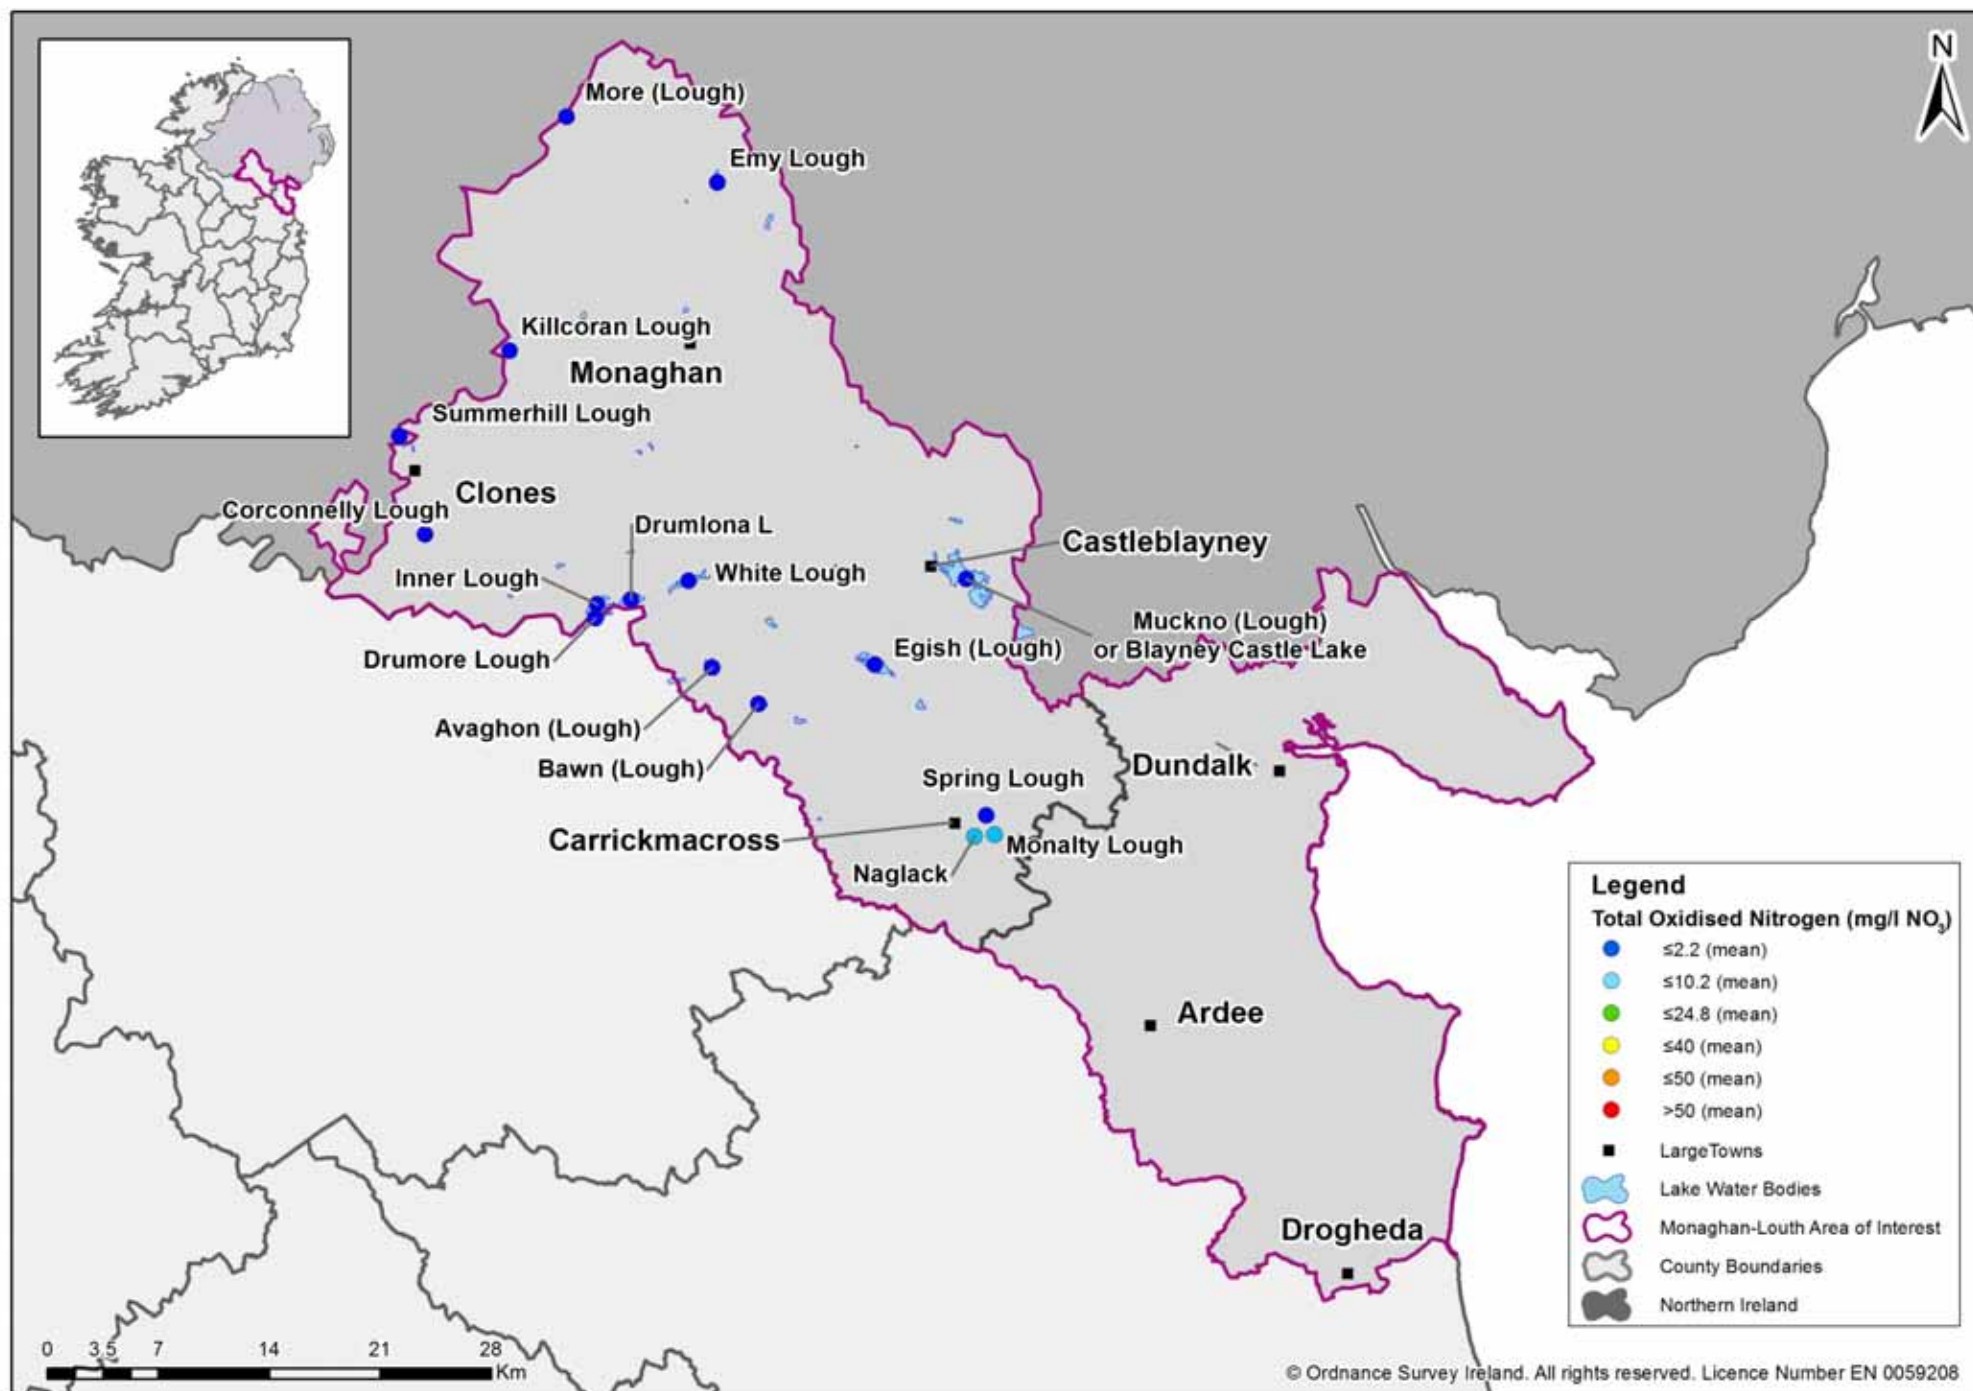 N
More (Lough)
Emy Lough
Killcoran Lough
Monaghan
Summerhill Lough
Clones
Corconnelly Lough
Drumlona L
Castleblayney
Inner Lough
White Lough
Muckno (Lough)
or Blayney Castle Lake
Egish (Lough)
Drumore Lough
Avaghon (Lough)
Bawn (Lough)
Dundalk
Spring Lough
Carrickmacross
Monalty Lough
Naglack
Ardee
Drogheda
Legend
Total Oxidised Nitrogen (mg/l NO₃)
≤2.2 (mean)
≤10.2 (mean)
≤24.8 (mean)
≤40 (mean)
≤50 (mean)
>50 (mean)
LargeTowns
Lake Water Bodies
Monaghan-Louth Area of Interest
County Boundaries
Northern Ireland
0 3.5 7 14 21 28
Km
© Ordnance Survey Ireland. All rights reserved. Licence Number EN 0059208